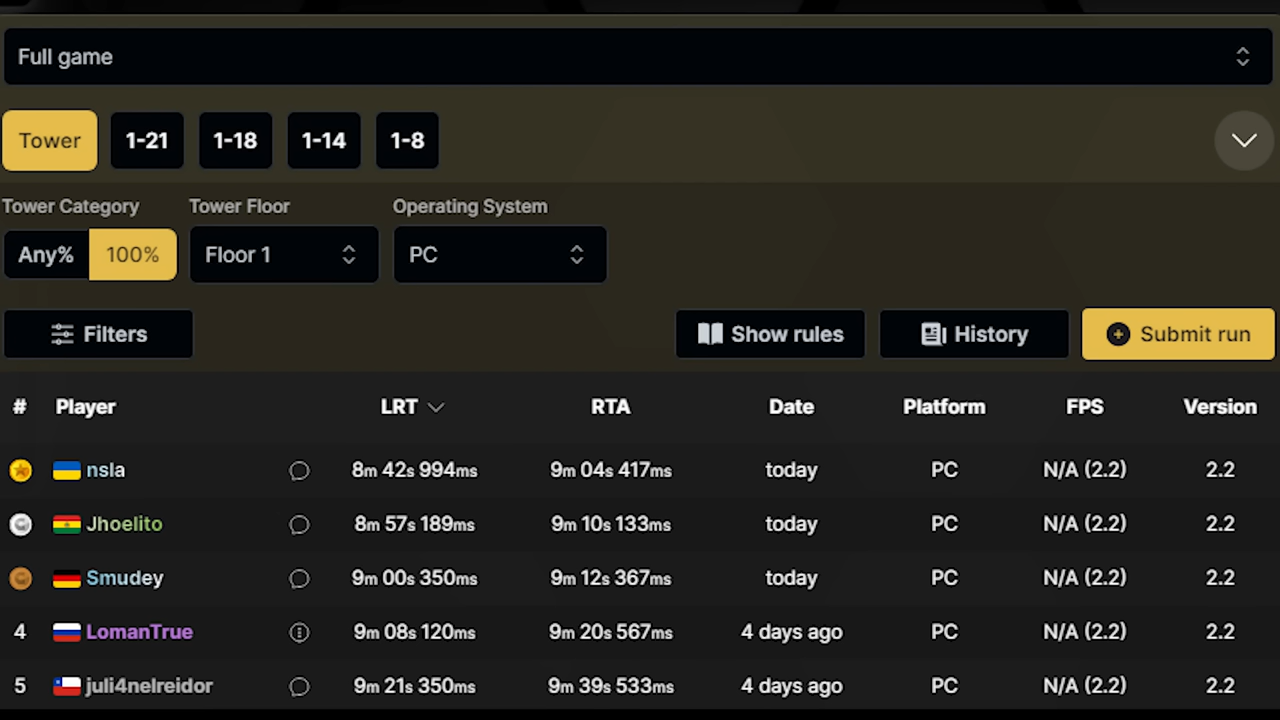 Full game
Tower 1-21 1-18 1-14 1-8
Tower Category Tower Floor Operating System
Any% 100% Floor 1 PC
Filters Show rules History Submit run
# Player LRT RTA Date Platform FPS Version
nsla 8m 42s 994ms 9m 04s 417ms today PC N/A (2.2) 2.2
Jhoelito 8m 57s 189ms 9m 10s 133ms today PC N/A (2.2) 2.2
Smudey 9m 00s 350ms 9m 12s 367ms today PC N/A (2.2) 2.2
4 LomanTrue 9m 08s 120ms 9m 20s 567ms 4 days ago PC N/A (2.2) 2.2
5 juli4nelreidor 9m 21s 350ms 9m 39s 533ms 4 days ago PC N/A (2.2) 2.2